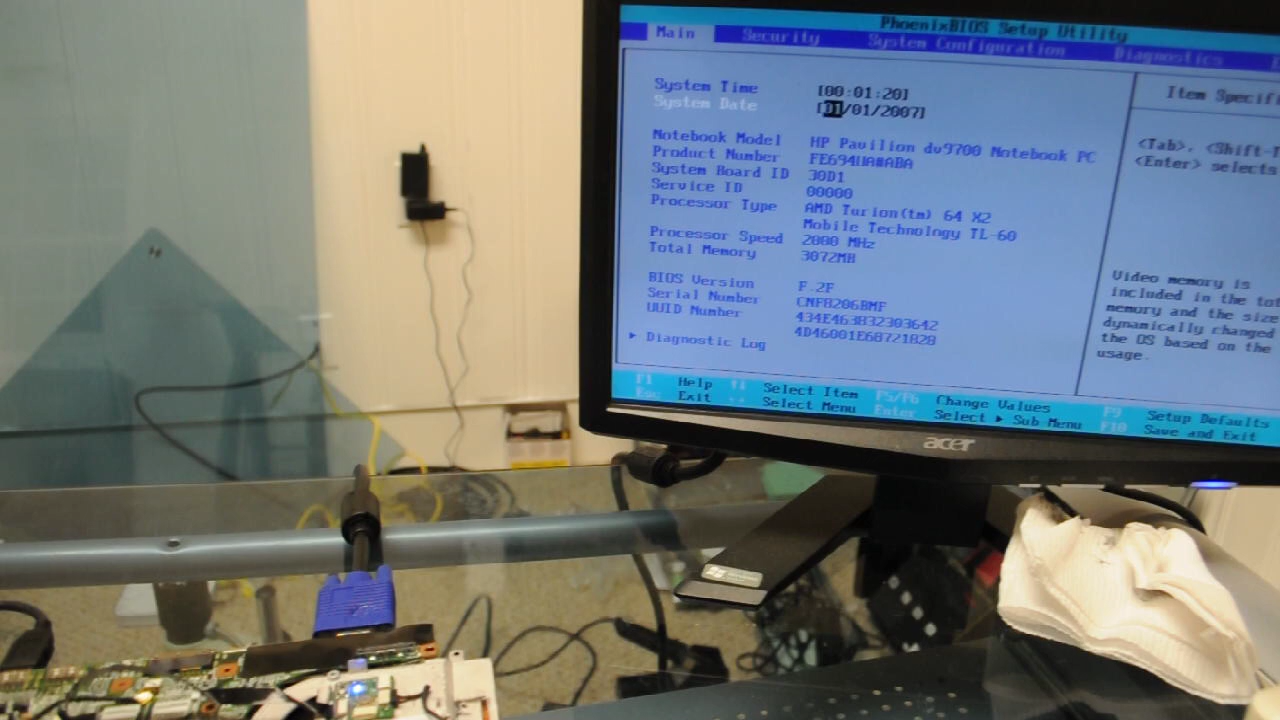 PhoenixBIOS Setup Utility
Main Security System Configuration Diagnostics
System Time [00:01:20]
System Date [01/01/2007]
Item Specif
<Tab>, <Shift-T
<Enter> selects
Notebook Model HP Pavilion dv9700 Notebook PC
Product Number FE694UA#ABA
System Board ID 30D1
Service ID 00000
Processor Type AMD Turion(tm) 64 X2
Mobile Technology TL-60
Processor Speed 2000 MHz
Total Memory 3072MB
BIOS Version F.2F
Serial Number CNF8206BMF
UUID Number 434E463832303642
4D46001E68721828
Diagnostic Log
Video memory is
included in the tot
memory and the size
dynamically changed
the OS based on the
usage.
F1 Help ↑↓ Select Item F5/F6 Change Values F9 Setup Defaults
Esc Exit ←→ Select Menu Enter Select ▶ Sub Menu F10 Save and Exit
acer